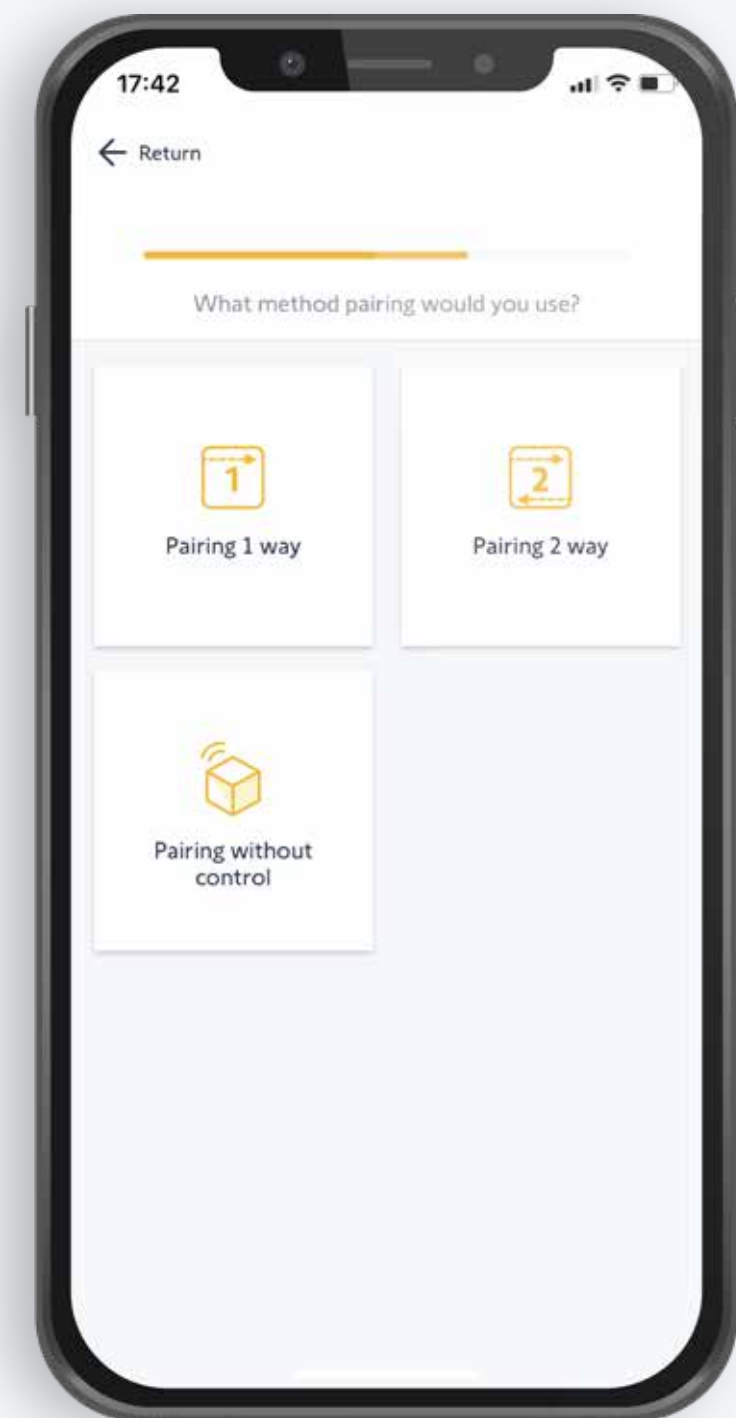 17:42
Return
What method pairing would you use?
1
Pairing 1 way
2
Pairing 2 way
Pairing without
control